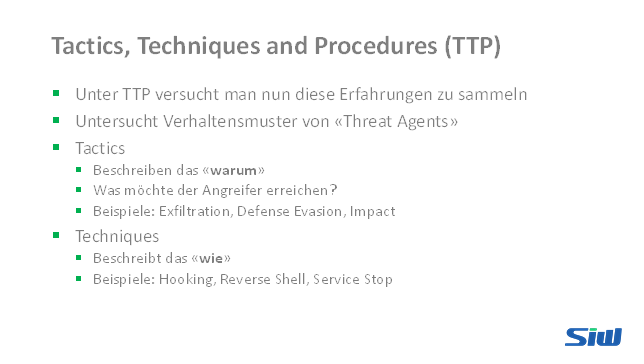 Tactics, Techniques and Procedures (TTP)
Unter TTP versucht man nun diese Erfahrungen zu sammeln
Untersucht Verhaltensmuster von «Threat Agents»
Tactics
Beschreiben das «warum»
Was möchte der Angreifer erreichen?
Beispiele: Exfiltration, Defense Evasion, Impact
Techniques
Beschreibt das «wie»
Beispiele: Hooking, Reverse Shell, Service Stop
SiW